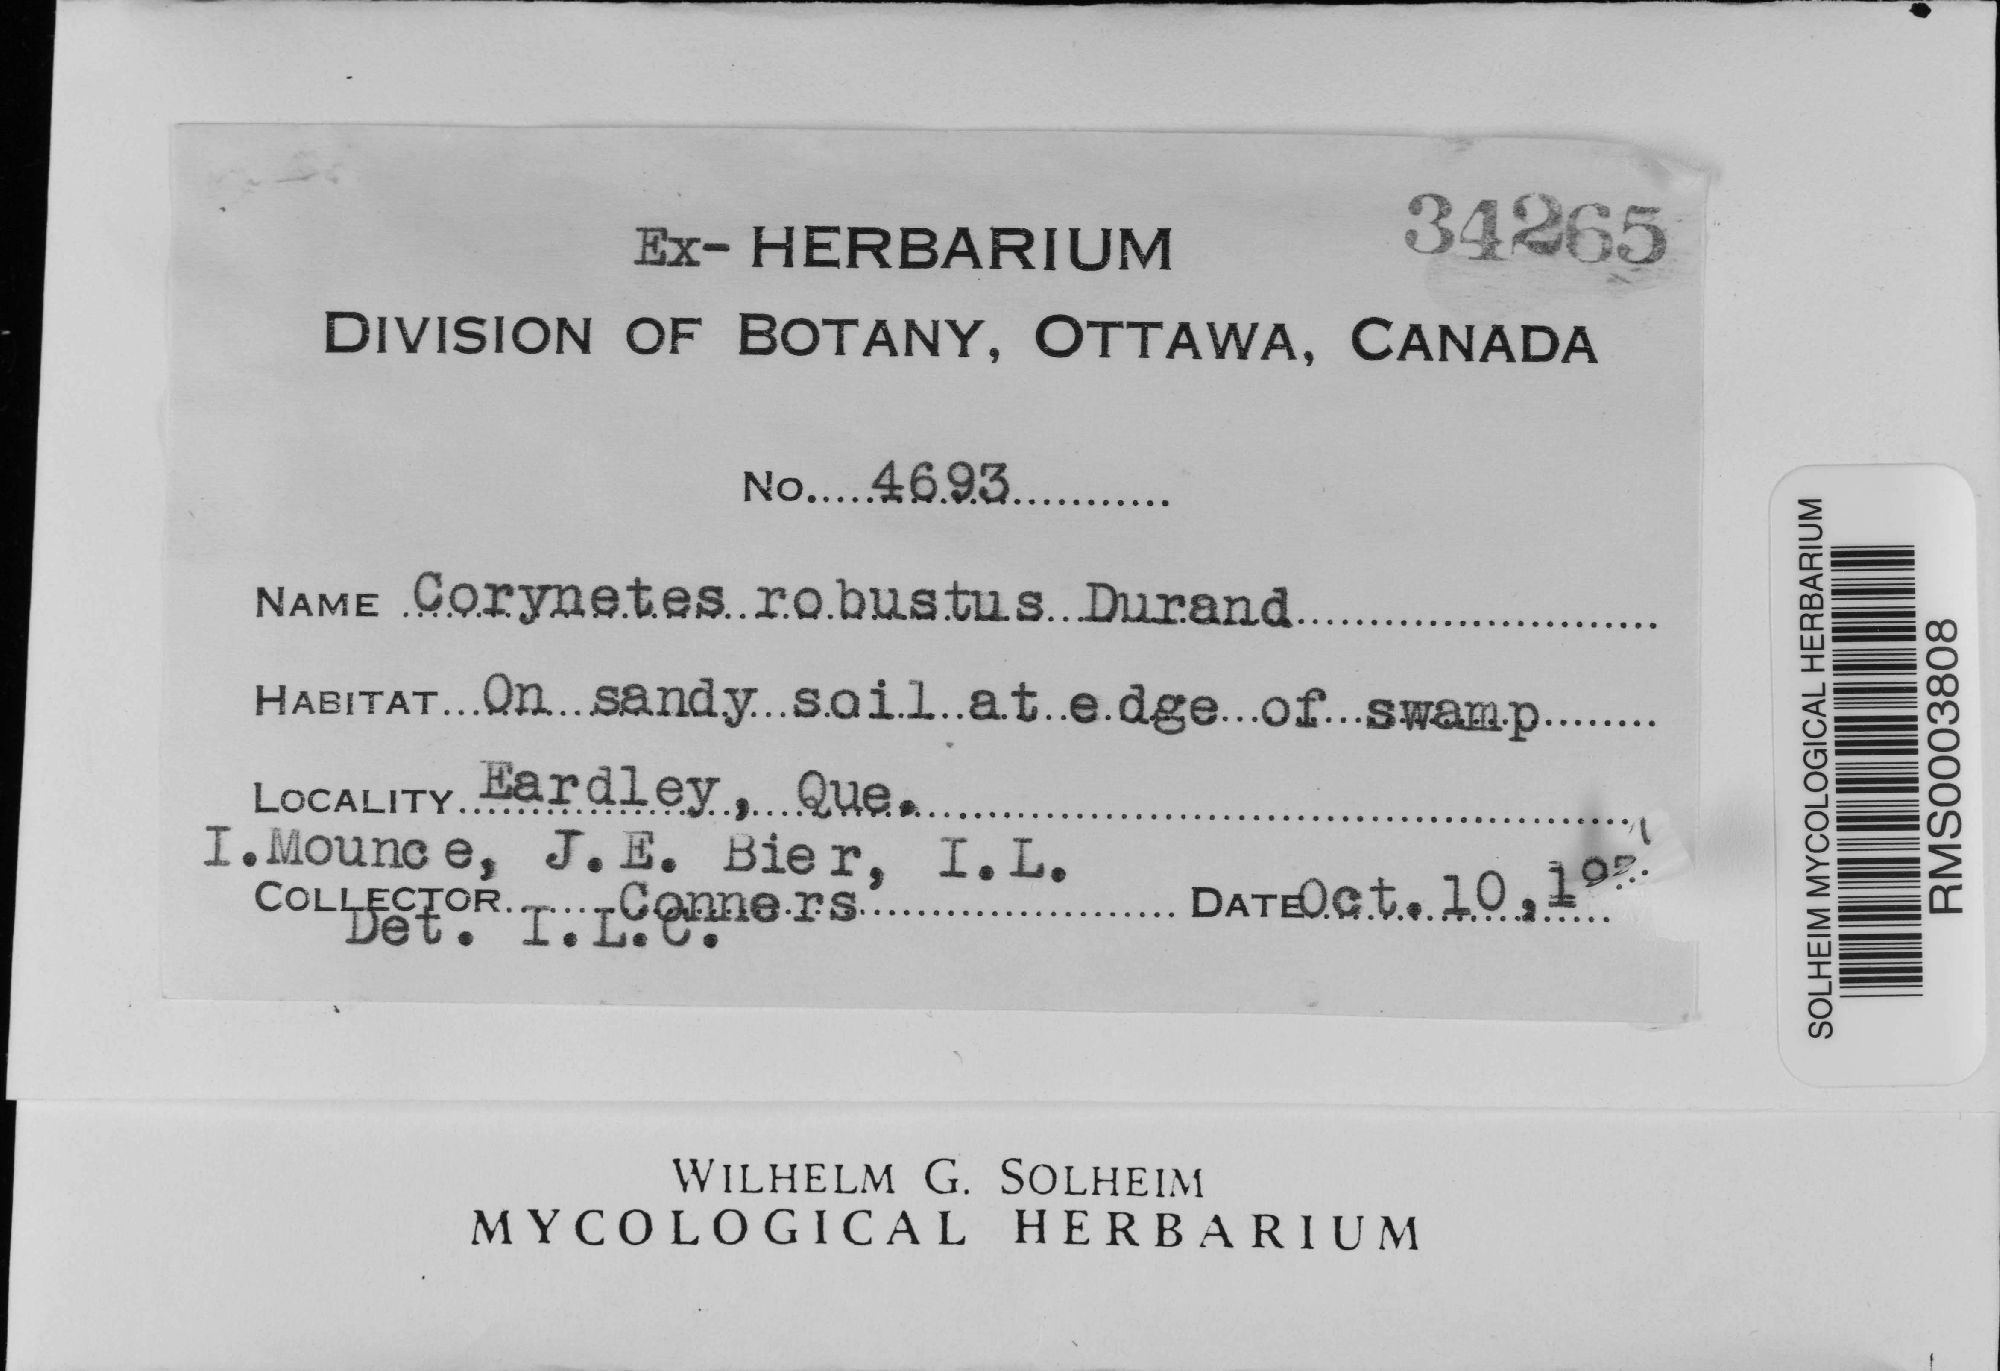 34265
Ex- HERBARIUM
DIVISION OF BOTANY, OTTAWA, CANADA
No. 4693
NAME Corynetes robustus Durand
HABITAT On sandy soil at edge of swamp
LOCALITY Eardley, Que.
I.Mounce, J.E. Bier, I.L.
COLLECTOR Conners DATE Oct. 10,
Det. I.L.C.
WILHELM G. SOLHEIM
MYCOLOGICAL HERBARIUM
SOLHEIM MYCOLOGICAL HERBARIUM
RMS0003808